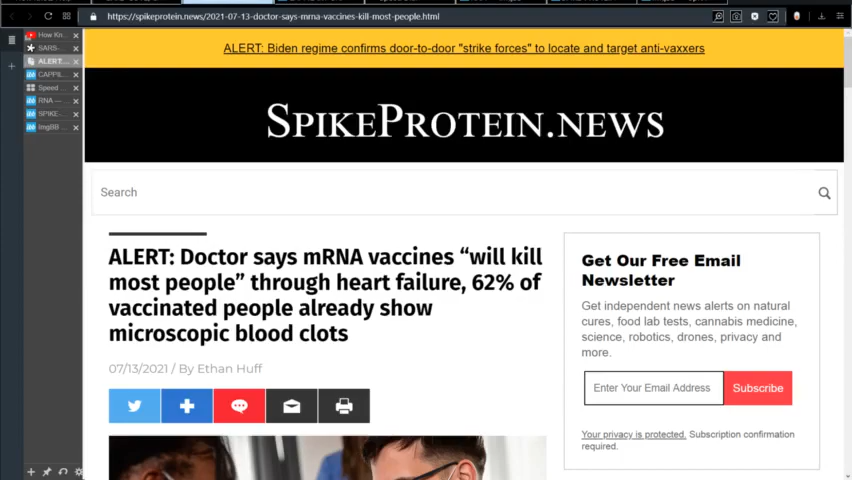 https://spikeprotein.news/2021-07-13-doctor-says-mrna-vaccines-kill-most-people.html
How Kn
SARS-
ALERT:...
CAPPIL
Speed
RNA —
SPIKE-
ImgBB
ALERT: Biden regime confirms door-to-door "strike forces" to locate and target anti-vaxxers
SPIKEPROTEIN.NEWS
Search
ALERT: Doctor says mRNA vaccines “will kill
most people” through heart failure, 62% of
vaccinated people already show
microscopic blood clots
07/13/2021 / By Ethan Huff
Get Our Free Email
Newsletter
Get independent news alerts on natural
cures, food lab tests, cannabis medicine,
science, robotics, drones, privacy and
more.
Enter Your Email Address
Subscribe
Your privacy is protected. Subscription confirmation
required.